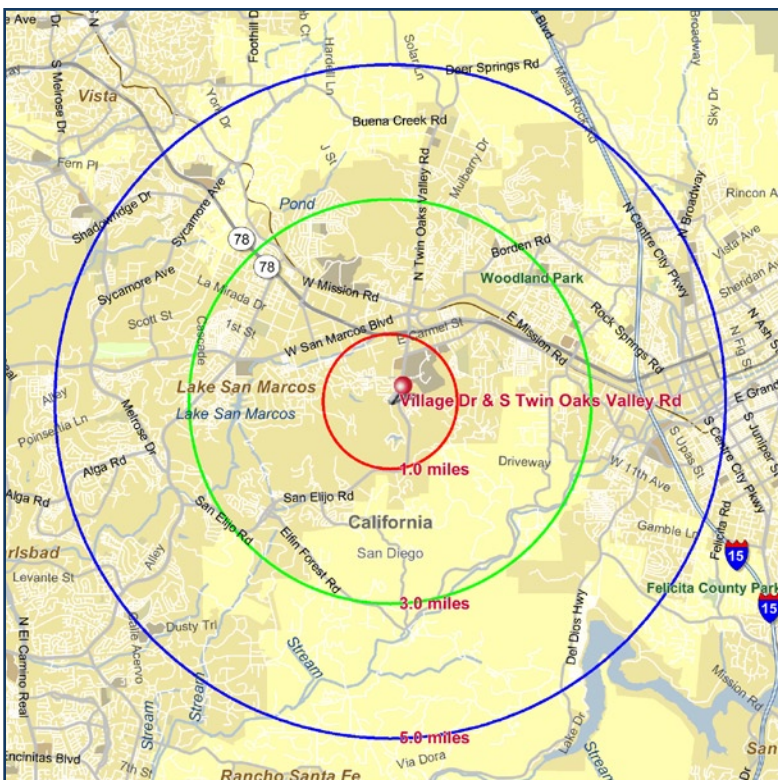 ve Ave
S N
Foothill D
b Ct
Hardell Ln
Solar Ln
Deer Springs Rd
Blvd
Mesa Rock Rd
Broadway
Sky Dr
S Melrose Dr
Vista
York Dr
Buena Creek Rd
J St
Mulberry Dr
Fern Pl
Shadowridge Dr
Sycamore Ave
Pond
N Twin Oaks Valley Rd
N Centre City Pkwy
N Broadway
Rincon A
Vista Ave
78
78
Borden Rd
Woodland Park
Sheridan Av
Sycamore Ave
La Mirada Dr
W Mission Rd
Rock Springs Rd
Scott St
1st St
Cascade
W San Marcos Blvd
E Carmel St
E Mission Rd
N Fig St
N Ash S
Lake San Marcos
Lake San Marcos
Village Dr & S Twin Oaks Valley Rd
E Grand
Alley
Poinsenia Ln
Melrose Dr
S Upas St
S Centre City Pkwy
S Juniper S
Alga Rd
Alga Rd
1.0 miles
Driveway
W 11th Ave
San Elijo Rd
San Elijo Rd
California
San Diego
Elfin Forest Rd
Gamble Ln
Felicita Rd
15
15
Alley
arlsbad
Levante St
Felicita County Park
3.0 miles
Del Dios Hwy
Dusty Trl
Calle Acervo
N El Camino Real
Stream
Stream
Stream
Mission Rd
5.0 miles
Lake Dr
Stream
Encinitas Blvd
7th St
Via Dora
Rancho Santa Fe
San
Dr